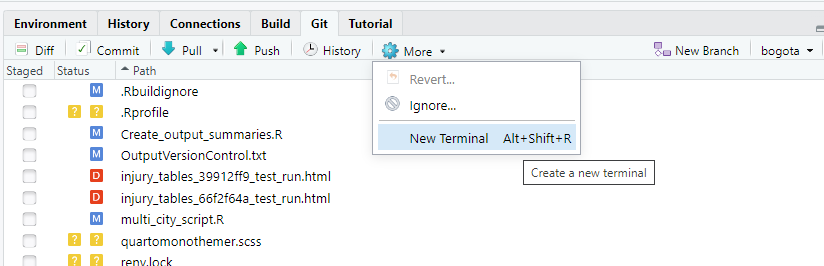 Environment History Connections Build Git Tutorial
Diff Commit Pull Push History More New Branch bogota
Staged Status Path
Revert...
M .Rbuildignore
Ignore...
? ? .Rprofile
M Create_output_summaries.R
New Terminal Alt+Shift+R
M OutputVersionControl.txt
Create a new terminal
D injury_tables_39912ff9_test_run.html
D injury_tables_66f2f64a_test_run.html
M multi_city_script.R
? ? quartomonothemer.scss
? ? renv.lock